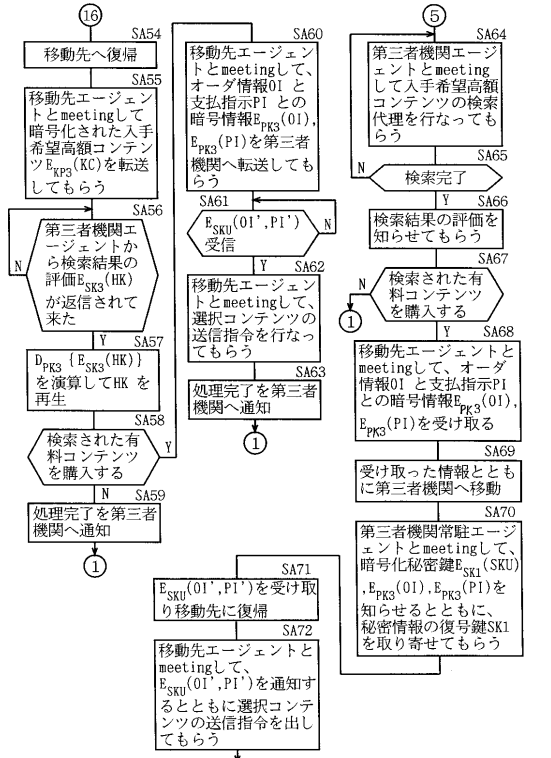 16
SA54
移動先へ復帰
SA55
移動先エージェン
トとmeetingして
暗号化された入手
希望高額コンテン
ツE_KP3(KC)を転送
してもらう
SA56
第三者機関エ
ージェントから
検索結果の
評価E_SK3(HK)
が返信されて
来た
N
Y
SA57
D_PK3 {E_SK3(HK)}
を演算してHK を
再生
SA58
検索された有
料コンテンツ
を購入する
Y
N
SA59
処理完了を第三者
機関へ通知
1
SA60
移動先エージェン
トとmeetingして、
オーダ情報OI と
支払指示PI との
暗号情報E_PK3(OI),
E_PK3(PI)を第三者
機関へ転送しても
らう
SA61
E_SKU(OI',PI')
受信
N
Y
SA62
移動先エージェン
トとmeetingして、
選択コンテンツの
送信指令を行なっ
てもらう
SA63
処理完了を第三者
機関へ通知
1
5
SA64
第三者機関エージェ
ントとmeeting
して入手希望高額
コンテンツの検索
代理を行なっても
らう
SA65
検索完了
N
Y
SA66
検索結果の評価を
知らせてもらう
SA67
検索された有
料コンテンツ
を購入する
N
1
Y
SA68
移動先エージェントと
meetingして、オーダ
情報OI と支払指示PI
との暗号情報E_PK3(OI),
E_PK3(PI)を受け取る
SA69
受け取った情報ととも
に第三者機関へ移動
SA70
第三者機関常駐エージ
ェントとmeetingして、
暗号化秘密鍵E_SK1(SKU)
,E_PK3(OI),E_PK3(PI)を
知らせるとともに、
秘密情報の復号鍵SK1
を取り寄せてもらう
SA71
E_SKU(OI',PI')を受け取
り移動先に復帰
SA72
移動先エージェントと
meetingして、
E_SKU(OI',PI')を通知す
るとともに選択コンテ
ンツの送信指令を出し
てもらう